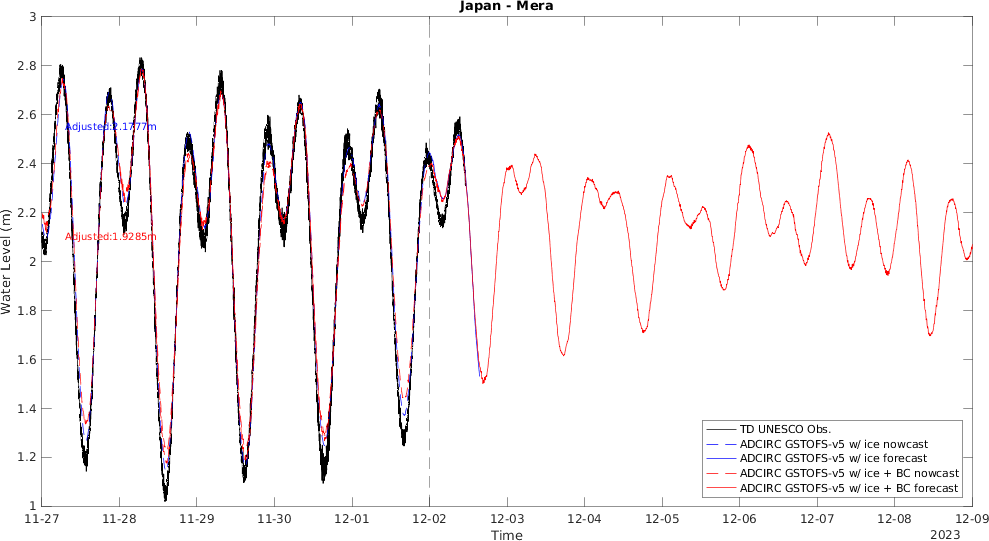 Japan - Mera
Water Level (m)
3
2.8
2.6
2.4
2.2
2
1.8
1.6
1.4
1.2
1
Adjusted:2.1777m
Adjusted:1.9285m
TD UNESCO Obs.
ADCIRC GSTOFS-v5 w/ ice nowcast
ADCIRC GSTOFS-v5 w/ ice forecast
ADCIRC GSTOFS-v5 w/ ice + BC nowcast
ADCIRC GSTOFS-v5 w/ ice + BC forecast
11-27 11-28 11-29 11-30 12-01 12-02 12-03 12-04 12-05 12-06 12-07 12-08 12-09
Time
2023